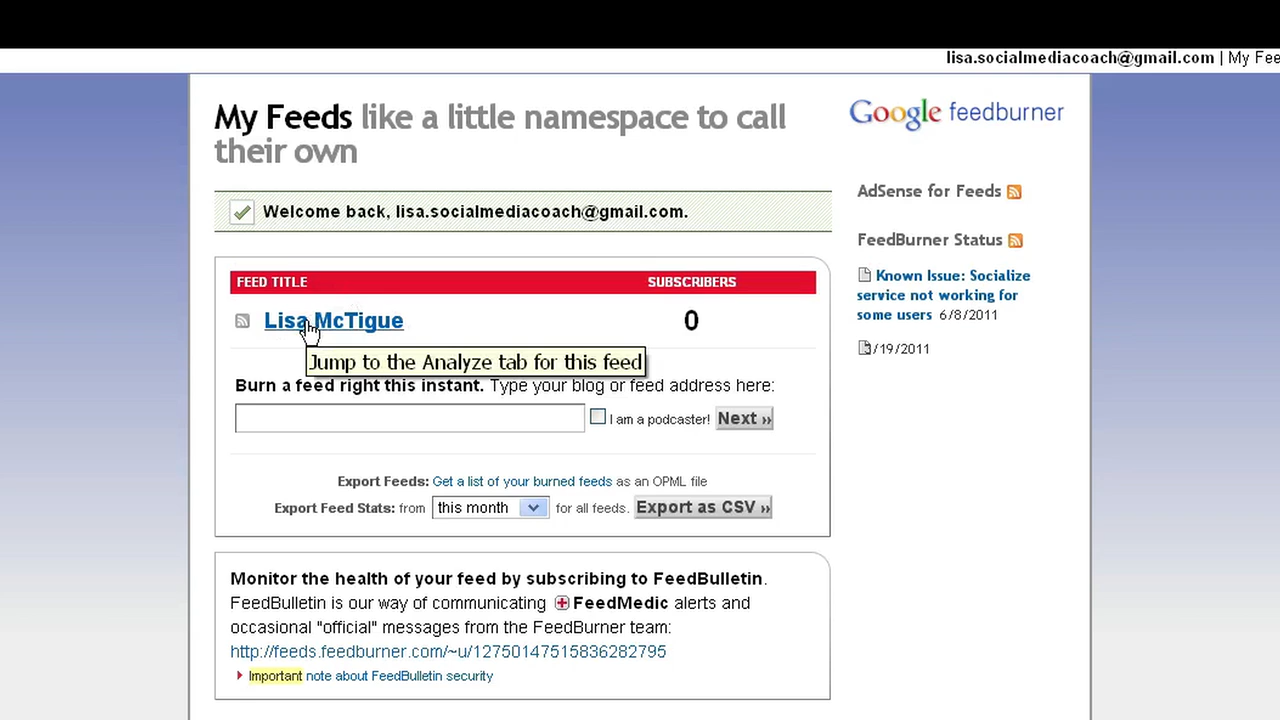 lisa.socialmediacoach@gmail.com | My Fee
My Feeds like a little namespace to call
their own
Google feedburner
Welcome back, lisa.socialmediacoach@gmail.com.
AdSense for Feeds
FeedBurner Status
Known Issue: Socialize
service not working for
some users 6/8/2011
/19/2011
FEED TITLE SUBSCRIBERS
Lisa McTigue 0
Jump to the Analyze tab for this feed
Burn a feed right this instant. Type your blog or feed address here:
I am a podcaster! Next »
Export Feeds: Get a list of your burned feeds as an OPML file
Export Feed Stats: from this month for all feeds. Export as CSV »
Monitor the health of your feed by subscribing to FeedBulletin.
FeedBulletin is our way of communicating FeedMedic alerts and
occasional "official" messages from the FeedBurner team:
http://feeds.feedburner.com/~u/12750147515836282795
Important note about FeedBulletin security